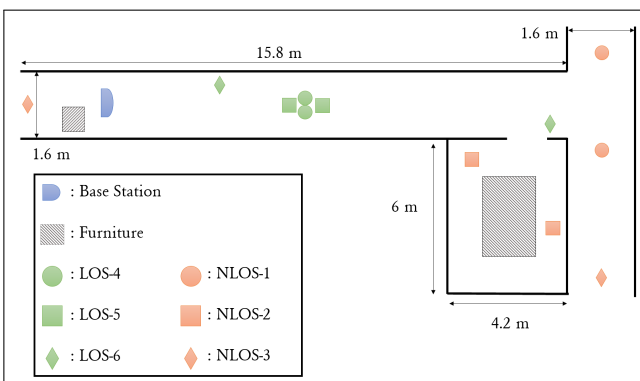 1.6 m
15.8 m
1.6 m
6 m
4.2 m
: Base Station
: Furniture
: LOS-4
: NLOS-1
: LOS-5
: NLOS-2
: LOS-6
: NLOS-3